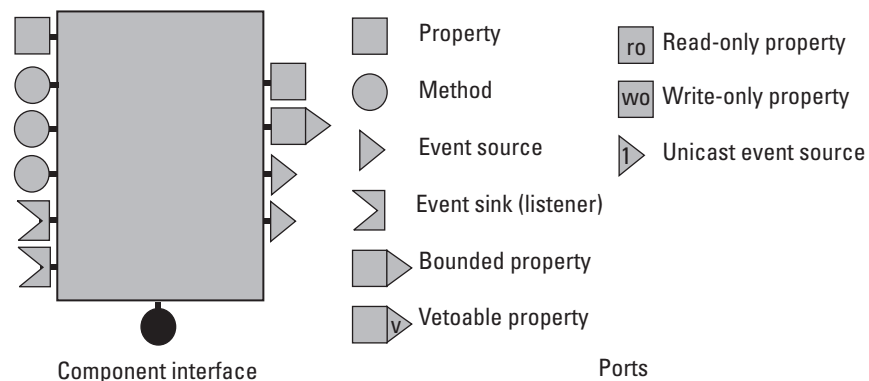 Property
Method
Event source
Event sink (listener)
Bounded property
v
Vetoable property
ro
Read-only property
wo
Write-only property
1
Unicast event source
Component interface
Ports